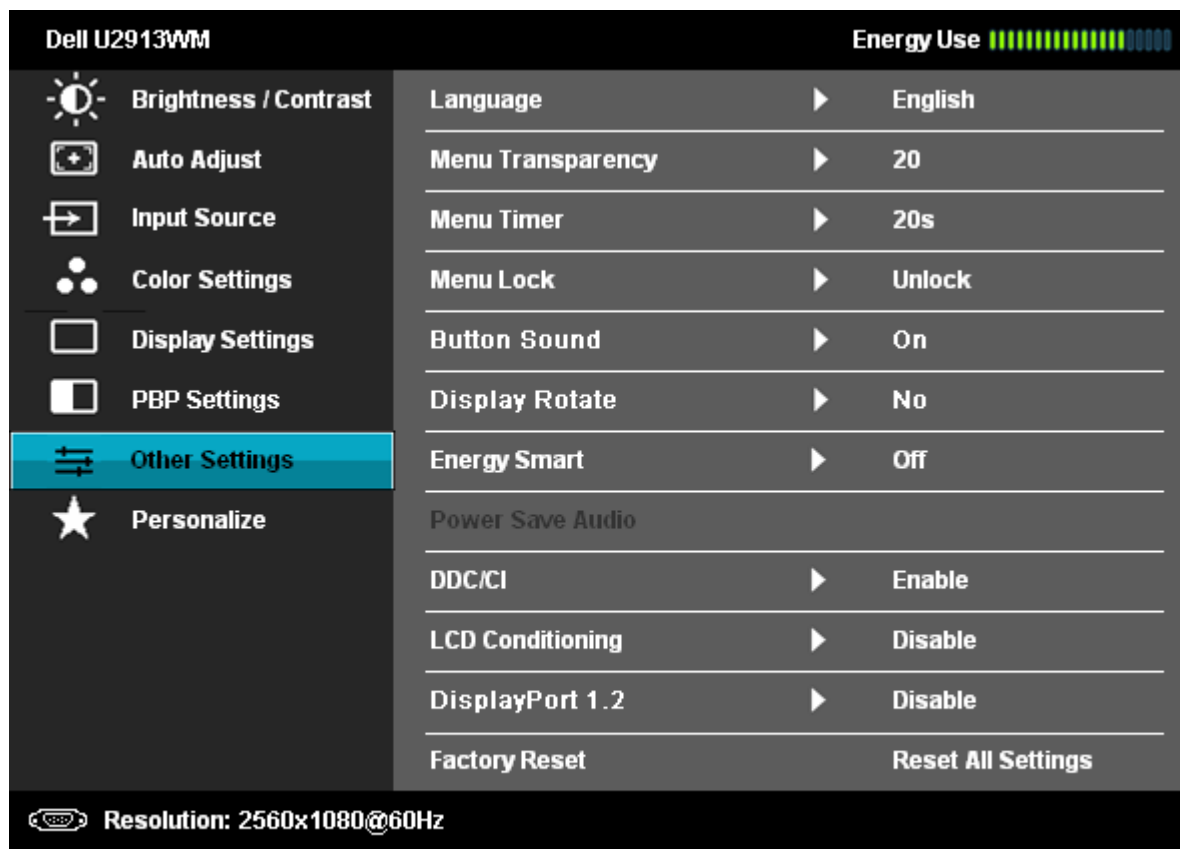 Dell U2913WM Energy Use
Brightness / Contrast
Auto Adjust
Input Source
Color Settings
Display Settings
PBP Settings
Other Settings
Personalize
Language English
Menu Transparency 20
Menu Timer 20s
Menu Lock Unlock
Button Sound On
Display Rotate No
Energy Smart Off
Power Save Audio
DDC/CI Enable
LCD Conditioning Disable
DisplayPort 1.2 Disable
Factory Reset Reset All Settings
Resolution: 2560x1080@60Hz